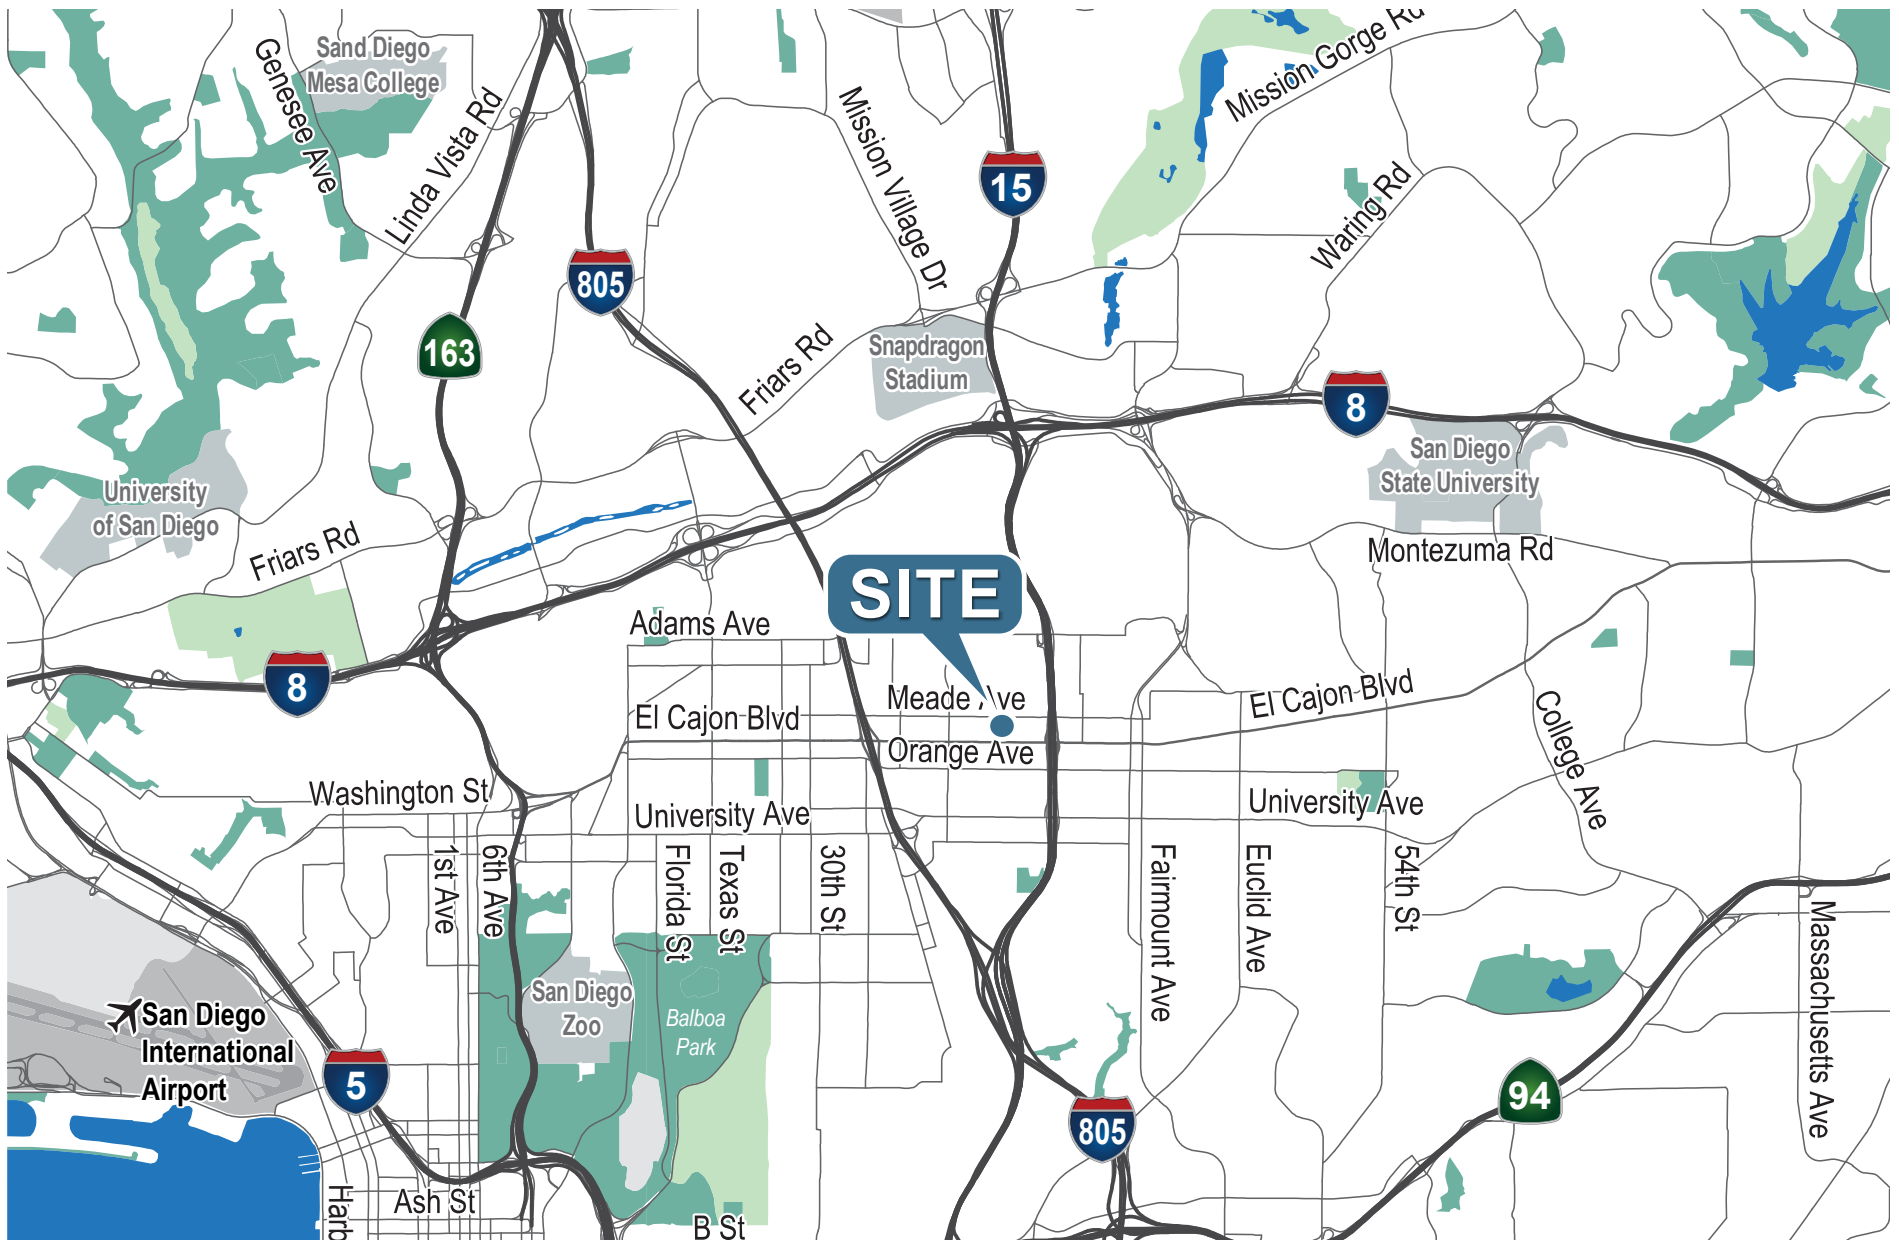 Sand Diego
Mesa College
Genesee Ave
Linda Vista Rd
Mission Village Dr
15
Mission Gorge Rd
Waring Rd
805
163
Friars Rd
Snapdragon
Stadium
8
San Diego
State University
University
of San Diego
Friars Rd
Montezuma Rd
SITE
Adams Ave
8
Meade Ave
El Cajon Blvd
El Cajon Blvd
Orange Ave
College Ave
Washington St
University Ave
University Ave
1st Ave
6th Ave
Florida St
Texas St
30th St
Fairmount Ave
Euclid Ave
54th St
Massachusetts Ave
San Diego
Zoo
Balboa
Park
San Diego
International
Airport
5
805
94
Harb
Ash St
B St